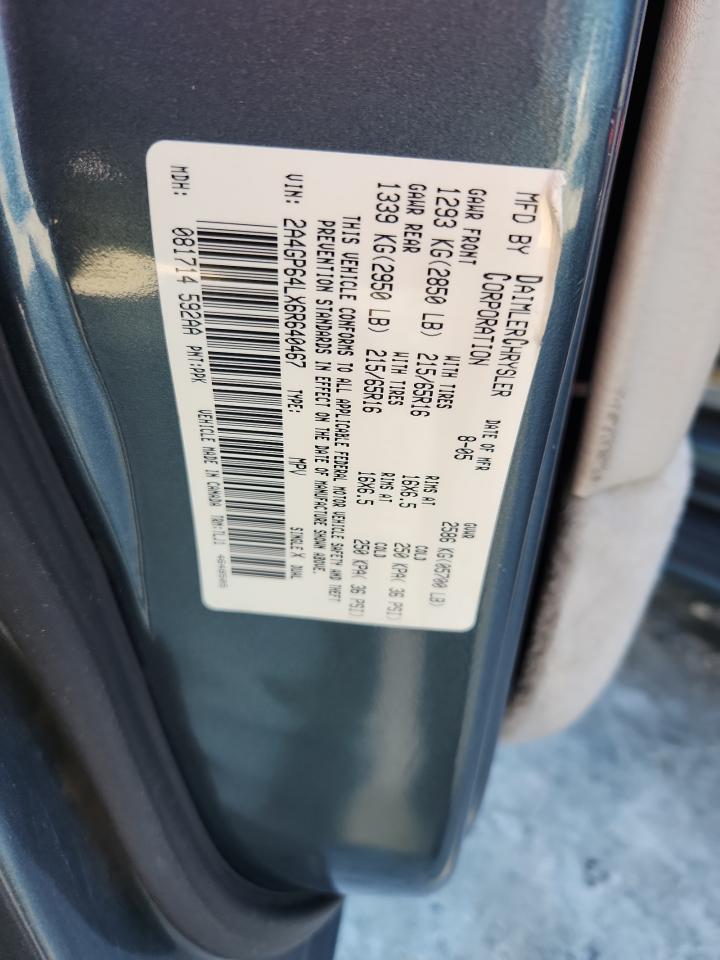 MFD BY DAIMLERCHRYSLER CORPORATION
DATE OF MFR 8-05
GVWR 2586 KG(05700 LB)
GAWR FRONT WITH TIRES RIMS AT COLD
1293 KG(2850 LB) 215/65R16 16X6.5 250 KPA( 36 PSI)
GAWR REAR WITH TIRES RIMS AT COLD
1339 KG(2950 LB) 215/65R16 16X6.5 250 KPA( 36 PSI)
THIS VEHICLE CONFORMS TO ALL APPLICABLE FEDERAL MOTOR VEHICLE SAFETY AND THEFT
PREVENTION STANDARDS IN EFFECT ON THE DATE OF MANUFACTURE SHOWN ABOVE.
VIN: 2A4GP64LX6R640467 TYPE: MPV SINGLE X DUAL
MDH: 081714 592AA PNT:PPK VEHICLE MADE IN CANADA